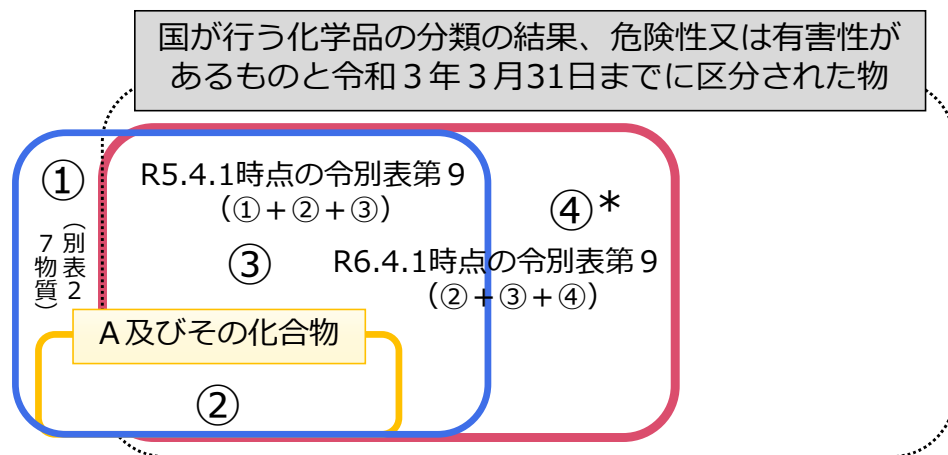 国が行う化学品の分類の結果、危険性又は有害性が
あるものと令和３年３月31日までに区分された物
①
（別表２
７物質）
R5.4.1時点の令別表第９
（①＋②＋③）
③
④*
R6.4.1時点の令別表第９
（②＋③＋④）
Ａ及びその化合物
②